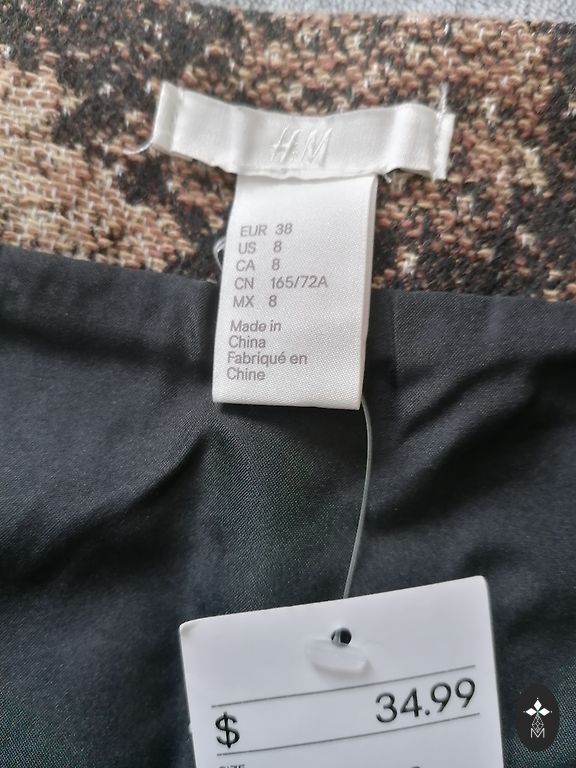 H&M
EUR 38
US 8
CA 8
CN 165/72A
MX 8
Made in
China
Fabriqué en
Chine
$ 34.99